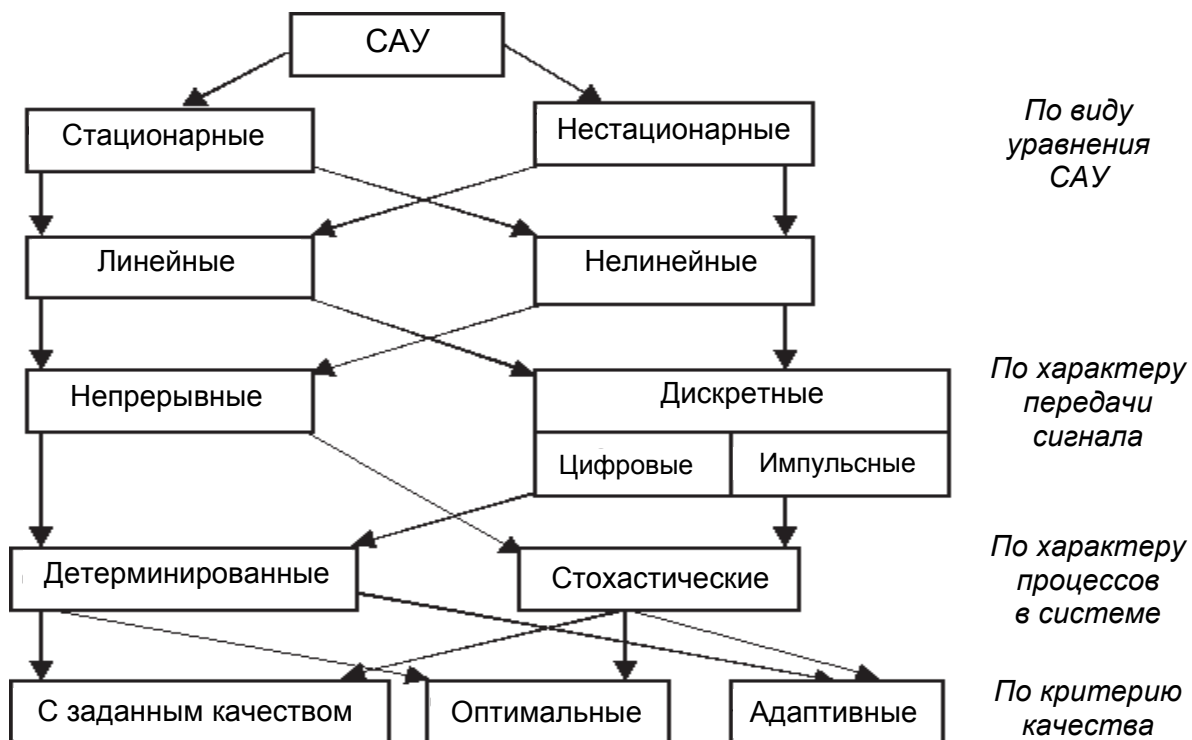 САУ
Стационарные
Нестационарные
По виду
уравнения
САУ
Линейные
Нелинейные
Непрерывные
Дискретные
Цифровые
Импульсные
По характеру
передачи
сигнала
Детерминированные
Стохастические
По характеру
процессов
в системе
С заданным качеством
Оптимальные
Адаптивные
По критерию
качества